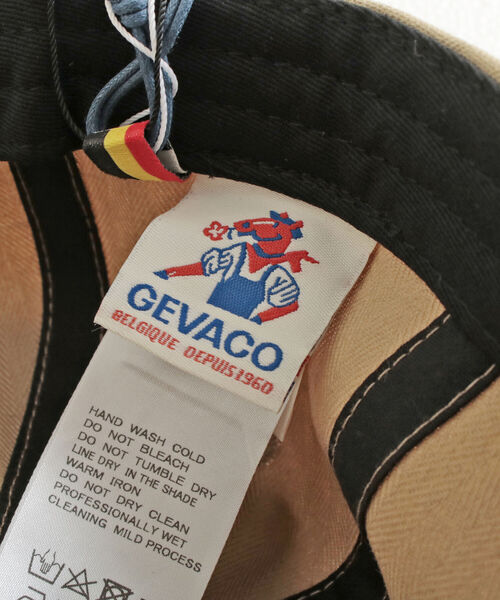 GEVACO
BELGIQUE DEPUIS 1960
HAND WASH COLD
DO NOT BLEACH
DO NOT TUMBLE DRY
LINE DRY IN THE SHADE
WARM IRON
DO NOT DRY CLEAN
PROFESSIONALLY WET
CLEANING MILD PROCESS